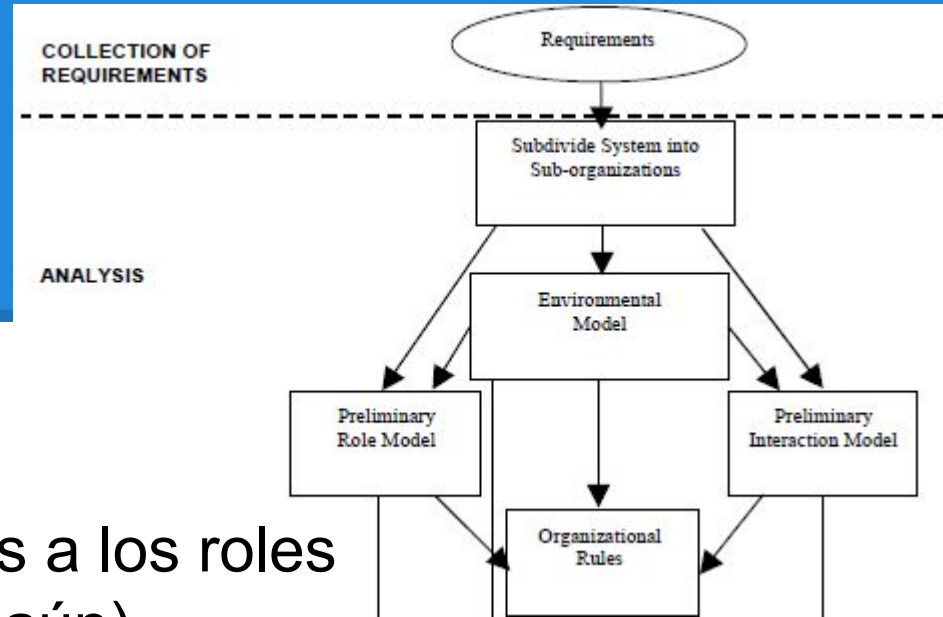 COLLECTION OF
REQUIREMENTS
Requirements
Subdivide System into
Sub-organizations
ANALYSIS
Environmental
Model
Preliminary
Role Model
Preliminary
Interaction Model
Organizational
Rules
s a los roles